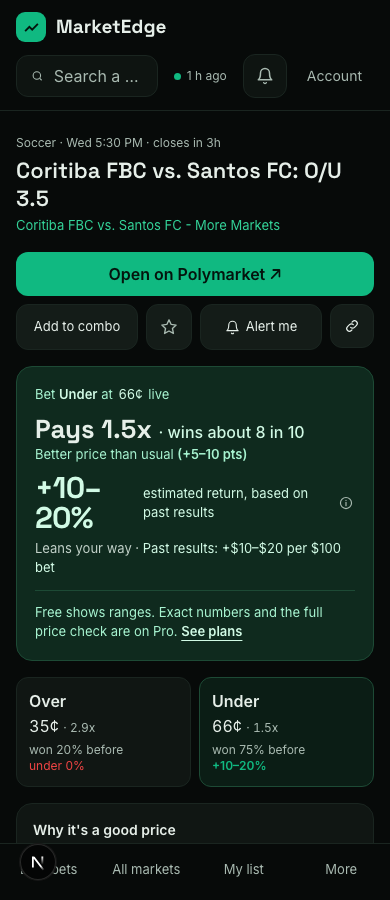 MarketEdge
Search a ...
1 h ago
Account
Soccer · Wed 5:30 PM · closes in 3h
Coritiba FBC vs. Santos FC: O/U
3.5
Coritiba FBC vs. Santos FC - More Markets
Open on Polymarket ↗
Add to combo
Alert me
Bet Under at 66¢ live
Pays 1.5x · wins about 8 in 10
Better price than usual (+5–10 pts)
+10–
20%
estimated return, based on
past results
Leans your way · Past results: +$10–$20 per $100
bet
Free shows ranges. Exact numbers and the full
price check are on Pro. See plans
Over
35¢ · 2.9x
won 20% before
under 0%
Under
66¢ · 1.5x
won 75% before
+10–20%
Why it's a good price
N
bets
All markets
My list
More